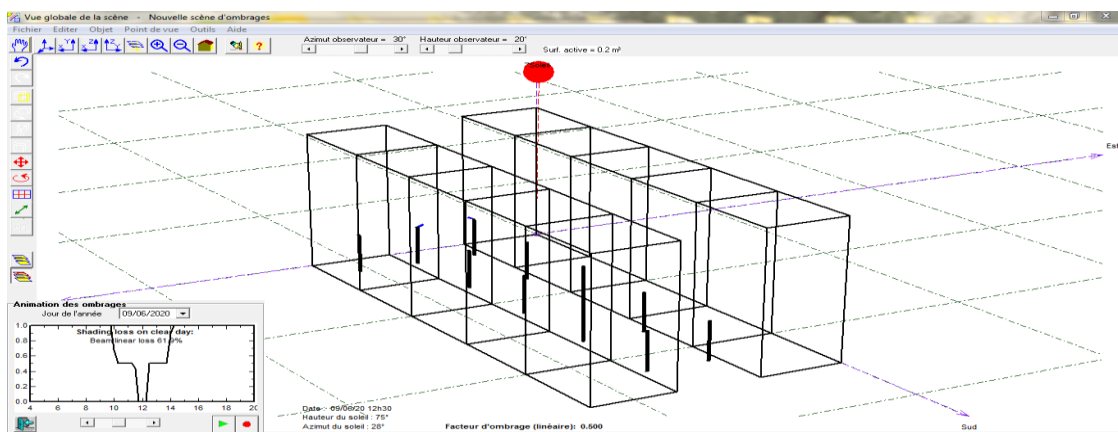 Vue globale de la scène - Nouvelle scène d'ombrages
Fichier Editer Objet Point de vue Outils Aide
Azimut observateur = 30° Hauteur observateur = 20°
Surf. active = 0.2 m²
Est
Sud
Animation des ombrages
Jour de l'année 09/06/2020
Shading loss on clear day:
Beam linear loss 61.9%
1.0
0.8
0.6
0.4
0.2
0.0
4 6 8 10 12 14 16 18 20
Date : 09/06/20 12h30
Hauteur du soleil : 75°
Azimut du soleil : 28° Facteur d'ombrage (linéaire): 0.500